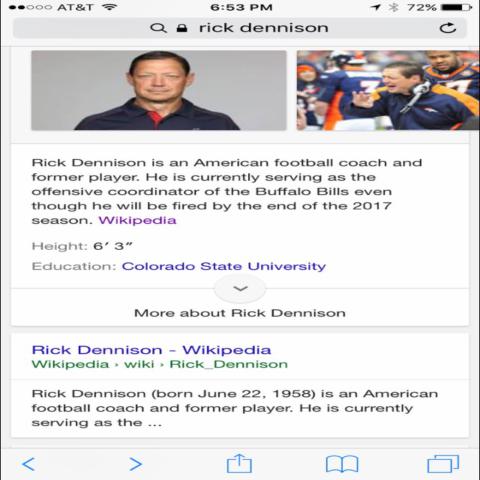 AT&T 6:53 PM 72%
rick dennison
Rick Dennison is an American football coach and
former player. He is currently serving as the
offensive coordinator of the Buffalo Bills even
though he will be fired by the end of the 2017
season. Wikipedia
Height: 6′ 3″
Education: Colorado State University
More about Rick Dennison
Rick Dennison - Wikipedia
Wikipedia › wiki › Rick_Dennison
Rick Dennison (born June 22, 1958) is an American
football coach and former player. He is currently
serving as the ...